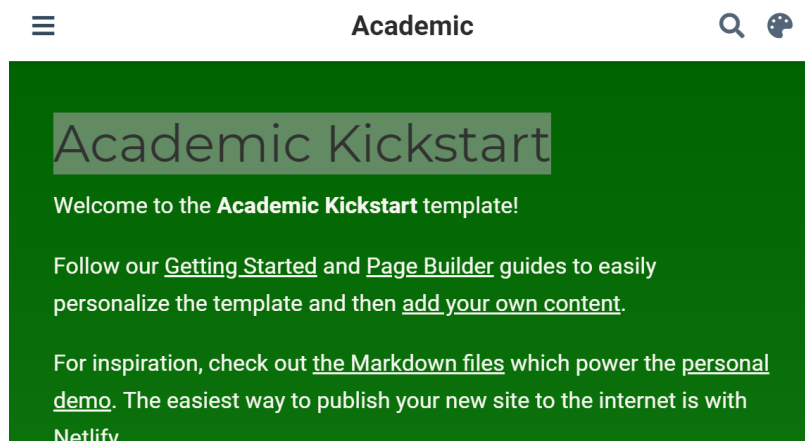 Academic
Academic Kickstart
Welcome to the Academic Kickstart template!
Follow our Getting Started and Page Builder guides to easily
personalize the template and then add your own content.
For inspiration, check out the Markdown files which power the personal
demo. The easiest way to publish your new site to the internet is with
Netlify